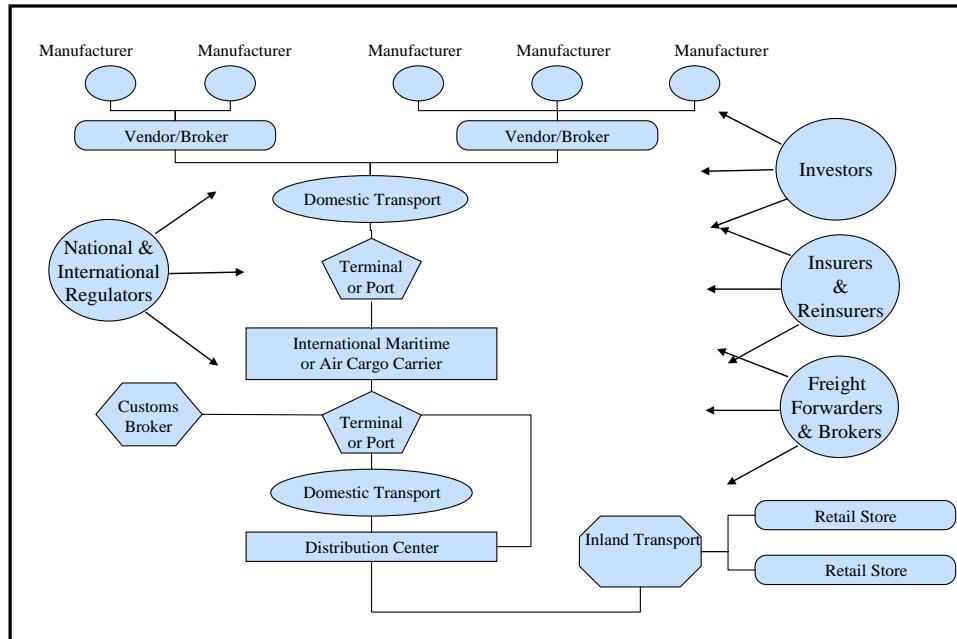 Manufacturer
Manufacturer
Manufacturer
Manufacturer
Manufacturer
Vendor/Broker
Vendor/Broker
Investors
Domestic Transport
National &
International
Regulators
Terminal
or Port
Insurers
&
Reinsurers
International Maritime
or Air Cargo Carrier
Customs
Broker
Terminal
or Port
Freight
Forwarders
& Brokers
Domestic Transport
Distribution Center
Inland Transport
Retail Store
Retail Store